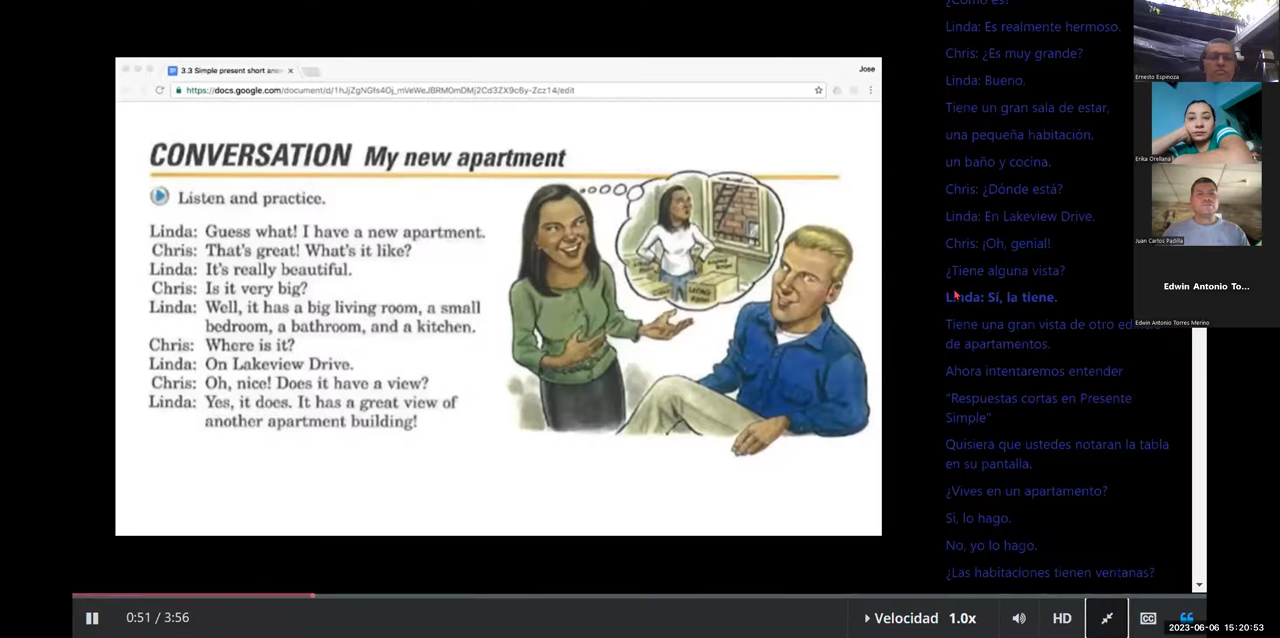 3.3 Simple present short ans
Jose
https://docs.google.com/document/d/1hJjZgNGfs4Oj_mVeWeJBRM0mDMj2Cd3ZX9c6y-Zcz14/edit
CONVERSATION My new apartment
Listen and practice.
Linda: Guess what! I have a new apartment.
Chris: That's great! What's it like?
Linda: It's really beautiful.
Chris: Is it very big?
Linda: Well, it has a big living room, a small
bedroom, a bathroom, and a kitchen.
Chris: Where is it?
Linda: On Lakeview Drive.
Chris: Oh, nice! Does it have a view?
Linda: Yes, it does. It has a great view of
another apartment building!
¿Cómo es?
Linda: Es realmente hermoso.
Chris: ¿Es muy grande?
Linda: Bueno.
Tiene un gran sala de estar,
una pequeña habitación,
un baño y cocina.
Chris: ¿Dónde está?
Linda: En Lakeview Drive.
Chris: ¡Oh, genial!
¿Tiene alguna vista?
Linda: Sí, la tiene.
Tiene una gran vista de otro
de apartamentos.
Ahora intentaremos entender
"Respuestas cortas en Presente
Simple"
Quisiera que ustedes notaran la tabla
en su pantalla.
¿Vives en un apartamento?
Si, lo hago.
No, yo lo hago.
¿Las habitaciones tienen ventanas?
Ernesto Espinoza
Erika Orellana
Juan Carlos Padilla
Edwin Antonio To...
Edwin Antonio Torres Merino
0:51 / 3:56
Velocidad 1.0x
HD
CC
2023-06-06 15:20:53